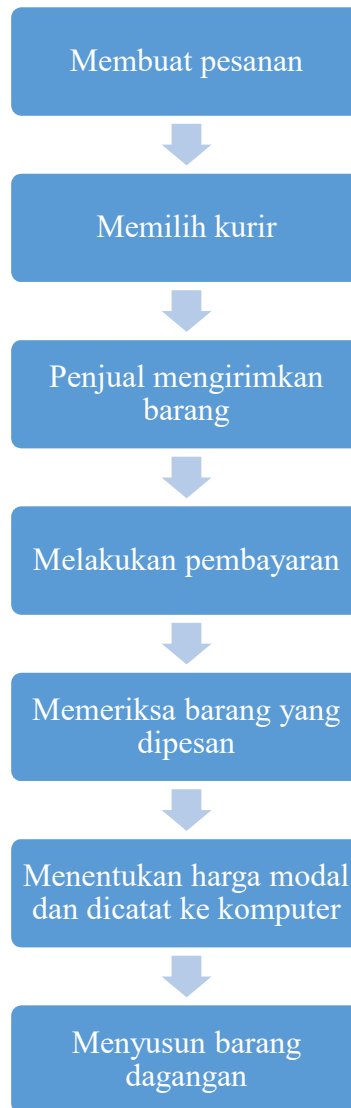 Membuat pesanan
Memilih kurir
Penjual mengirimkan
barang
Melakukan pembayaran
Memeriksa barang yang
dipesan
Menentukan harga modal
dan dicatat ke komputer
Menyusun barang
dagangan